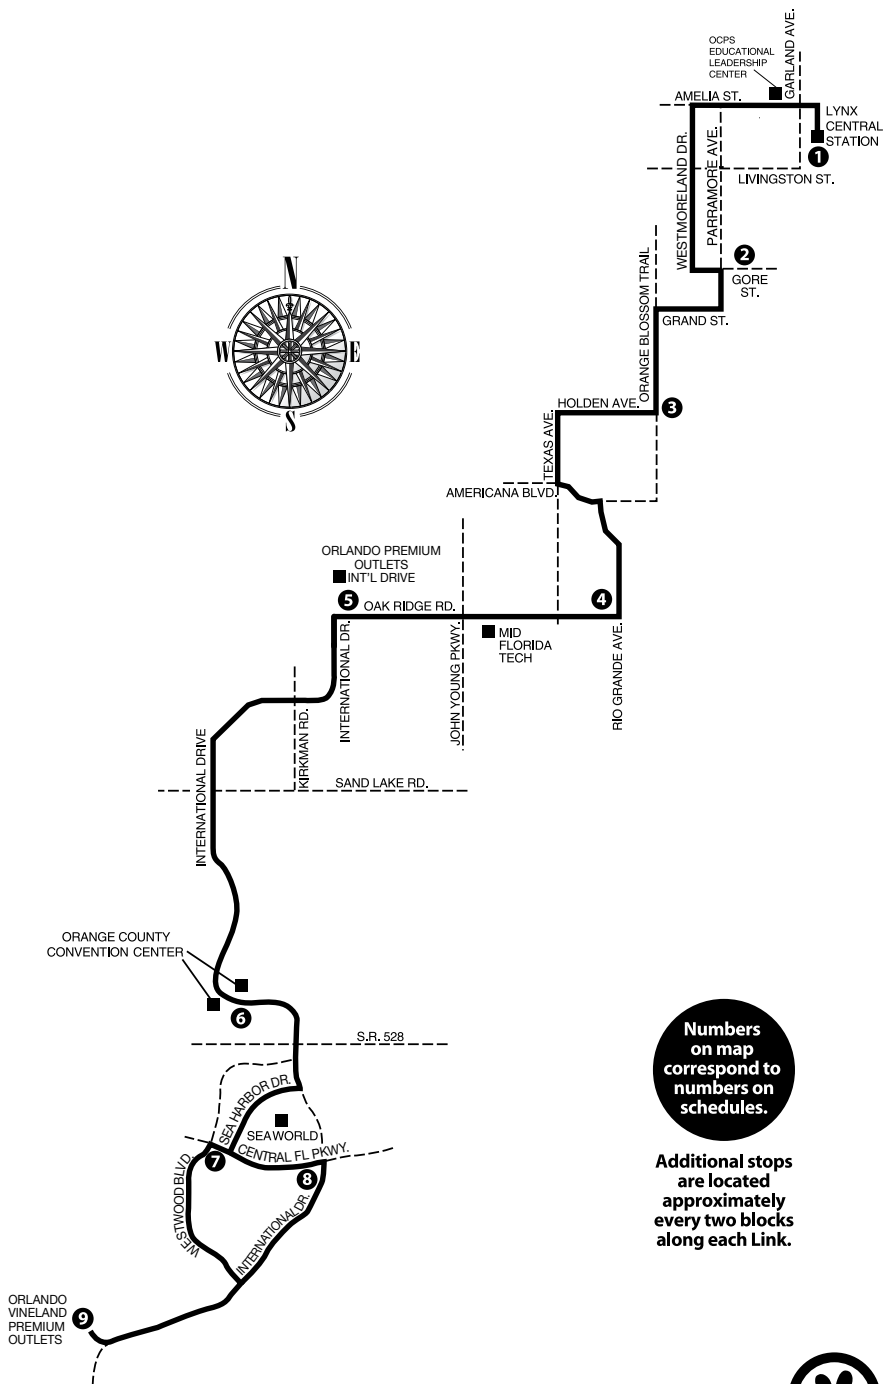 OCPS
EDUCATIONAL
LEADERSHIP
CENTER
GARLAND AVE.
AMELIA ST.
LYNX
CENTRAL
STATION
1
WESTMORELAND DR.
PARRAMORE AVE.
LIVINGSTON ST.
2
GORE
ST.
ORANGE BLOSSOM TRAIL
GRAND ST.
N
W
E
S
HOLDEN AVE.
3
TEXAS AVE.
AMERICANA BLVD.
ORLANDO PREMIUM
OUTLETS
INT'L DRIVE
5
OAK RIDGE RD.
4
MID
FLORIDA
TECH
INTERNATIONAL DR.
JOHN YOUNG PKWY.
RIO GRANDE AVE.
KIRKMAN RD.
INTERNATIONAL DRIVE
SAND LAKE RD.
ORANGE COUNTY
CONVENTION CENTER
6
S.R. 528
SEA HARBOR DR.
SEAWORLD
CENTRAL FL PKWY.
7
8
WESTWOOD BLVD.
INTERNATIONAL DR.
ORLANDO
VINELAND
PREMIUM
OUTLETS
9
Numbers
on map
correspond to
numbers on
schedules.
Additional stops
are located
approximately
every two blocks
along each Link.